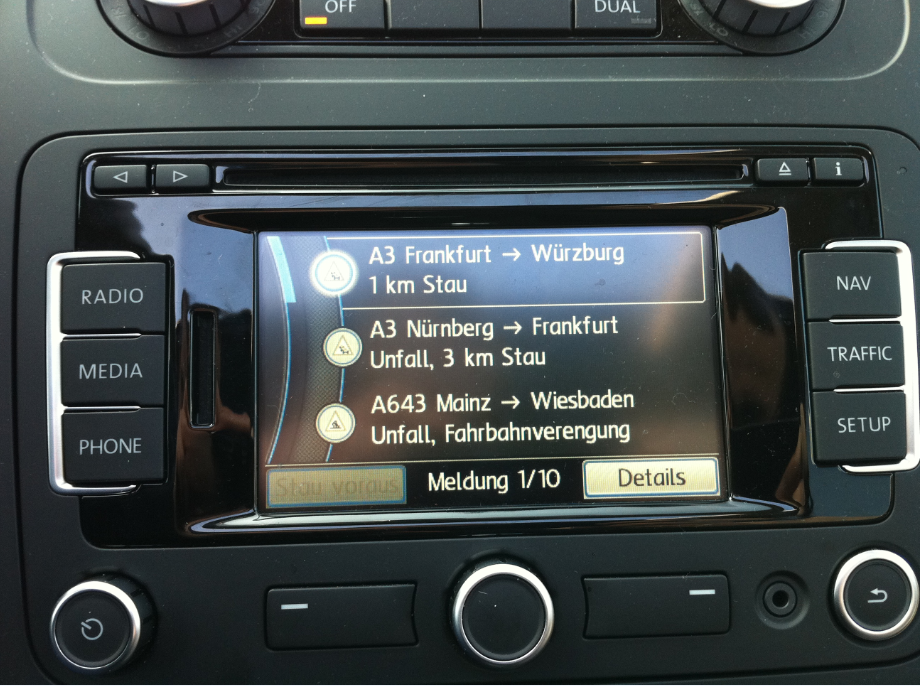 OFF
DUAL
i
RADIO
MEDIA
PHONE
A3 Frankfurt → Würzburg
1 km Stau
A3 Nürnberg → Frankfurt
Unfall, 3 km Stau
A643 Mainz → Wiesbaden
Unfall, Fahrbahnverengung
Stau voraus
Meldung 1/10
Details
NAV
TRAFFIC
SETUP